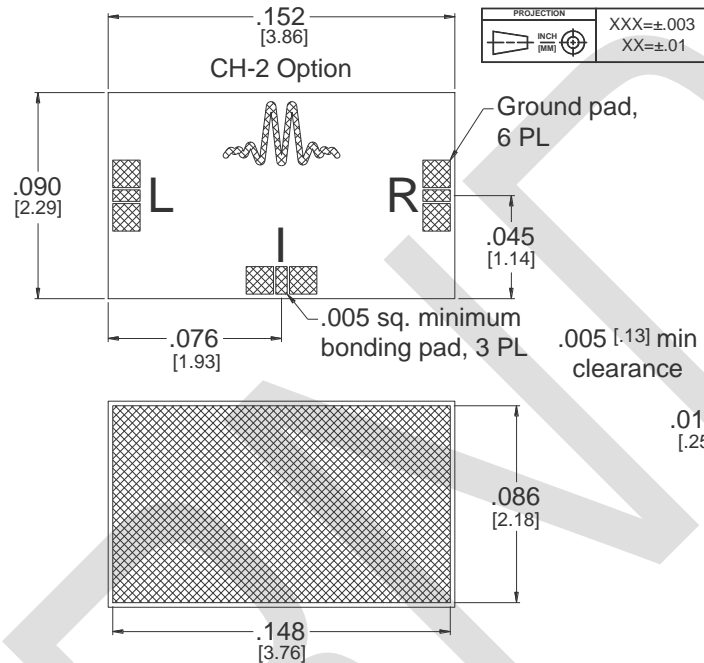 .152
[3.86]
PROJECTION
INCH
[MM]
XXX=±.003
XX=±.01
CH-2 Option
Ground pad,
6 PL
.090
[2.29]
L
R
I
.045
[1.14]
.076
[1.93]
.005 sq. minimum
bonding pad, 3 PL
.005 [.13] min
clearance
.086
[2.18]
.148
[3.76]